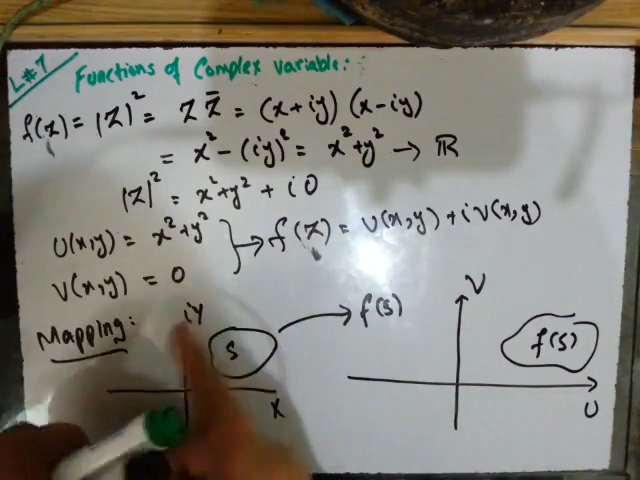 L#7
Functions of Complex variable:
f(z) = |z|² = z z̄ = (x+iy) (x-iy)
= x² - (iy)² = x² + y² → ℝ
|z|² = x² + y² + i0
U(x,y) = x² + y²
} → f(z) = U(x,y) + iV(x,y)
V(x,y) = 0
Mapping:
iy
S
x
→ f(S)
V
f(S)
U